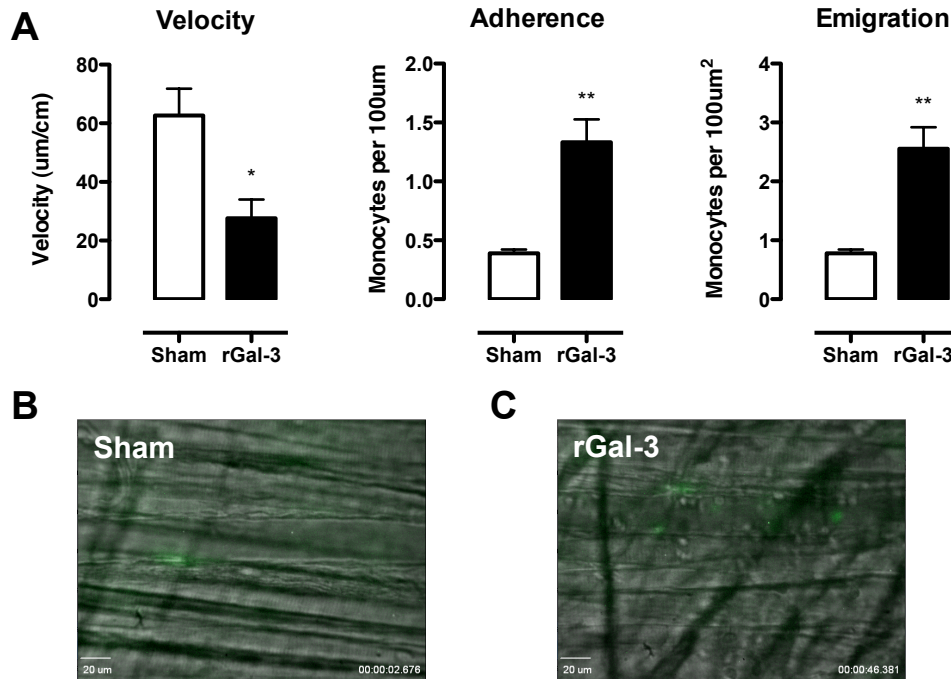 A
Velocity
Velocity (um/cm)
80
60
40
20
0
*
Sham rGal-3
Adherence
Monocytes per 100um
2.0
1.5
1.0
0.5
0.0
**
Sham rGal-3
Emigration
Monocytes per 100um²
4
3
2
1
0
**
Sham rGal-3
B
Sham
20 um
00:00:02.676
C
rGal-3
20 um
00:00:46.381